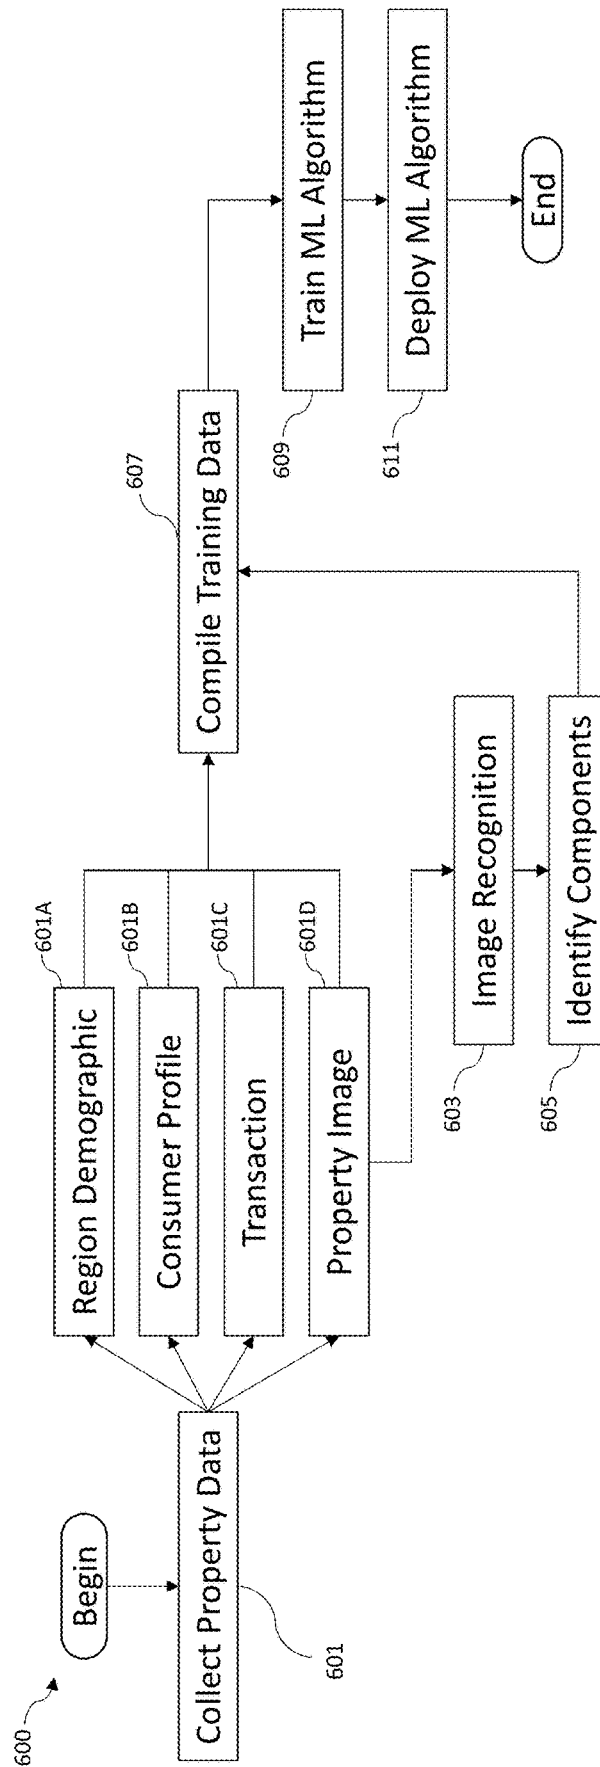 600
Begin
Collect Property Data
601
Region Demographic
601A
Consumer Profile
601B
Transaction
601C
Property Image
601D
Image Recognition
603
Identify Components
605
Compile Training Data
607
Train ML Algorithm
609
Deploy ML Algorithm
611
End